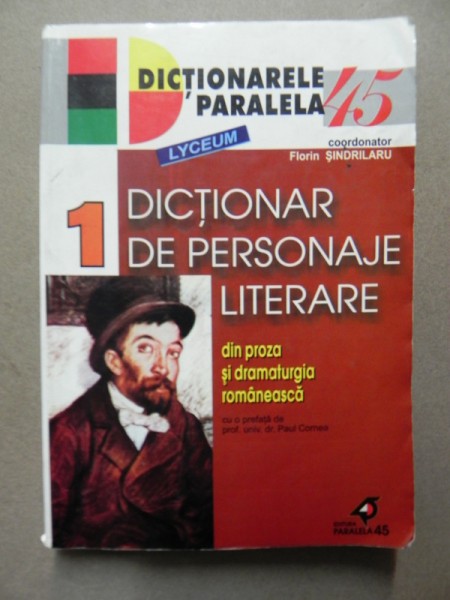 DICȚIONARELE
PARALELA 45
LYCEUM
coordonator
Florin ȘINDRILARU
1
DICȚIONAR
DE PERSONAJE
LITERARE
din proza
și dramaturgia
românească
cu o prefață de
prof. univ. dr. Paul Cornea
EDITURA
PARALELA 45